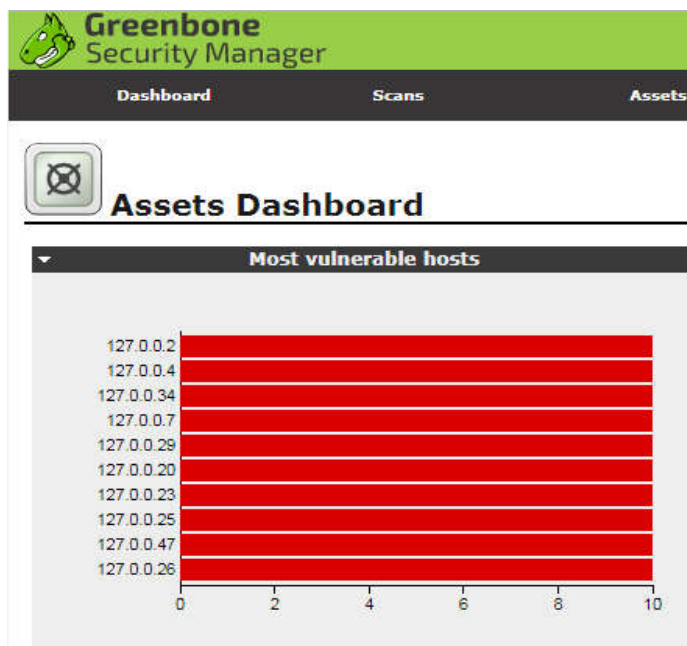 Greenbone
Security Manager
Dashboard Scans Assets
Assets Dashboard
Most vulnerable hosts
127.0.0.2
127.0.0.4
127.0.0.34
127.0.0.7
127.0.0.29
127.0.0.20
127.0.0.23
127.0.0.25
127.0.0.47
127.0.0.26
0 2 4 6 8 10